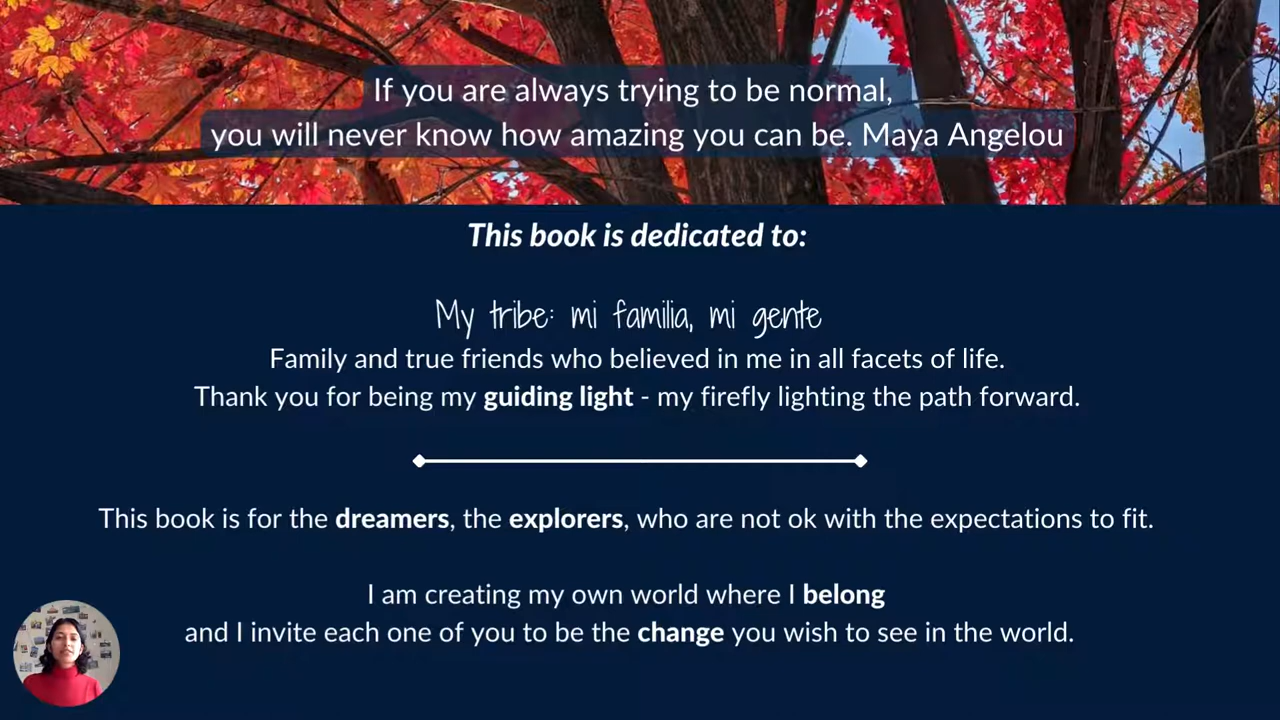 If you are always trying to be normal,
you will never know how amazing you can be. Maya Angelou
This book is dedicated to:
My tribe: mi familia, mi gente
Family and true friends who believed in me in all facets of life.
Thank you for being my guiding light - my firefly lighting the path forward.
This book is for the dreamers, the explorers, who are not ok with the expectations to fit.
I am creating my own world where I belong
and I invite each one of you to be the change you wish to see in the world.